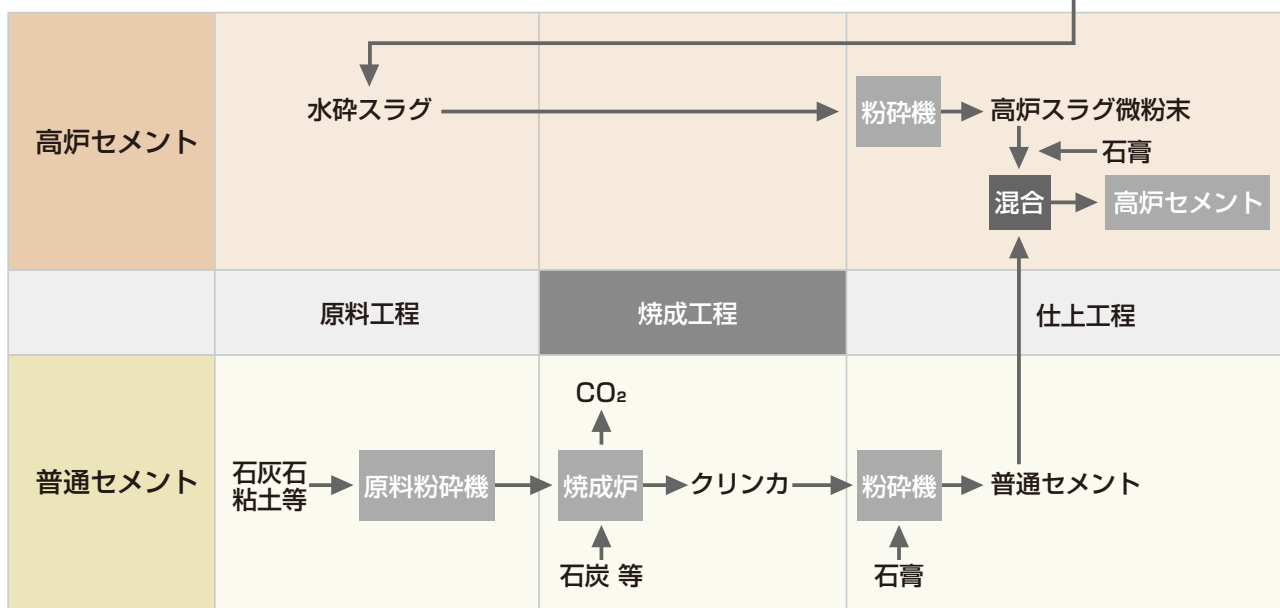 高炉セメント
水砕スラグ
粉砕機
高炉スラグ微粉末
石膏
混合
高炉セメント
原料工程
焼成工程
仕上工程
普通セメント
石灰石
粘土等
原料粉砕機
CO₂
焼成炉
石炭 等
クリンカ
粉砕機
石膏
普通セメント